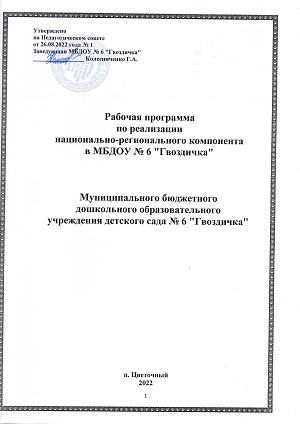 Утверждено
на Педагогическом совете
от 26.08.2022 года № 1
Заведующая МБДОУ № 6 "Гвоздичка"
Колесниченко Г.А.
Рабочая программа
по реализации
национально-регионального компонента
в МБДОУ № 6 "Гвоздичка"
Муниципального бюджетного
дошкольного образовательного
учреждения детского сада № 6 "Гвоздичка"
п. Цветочный
2022
1